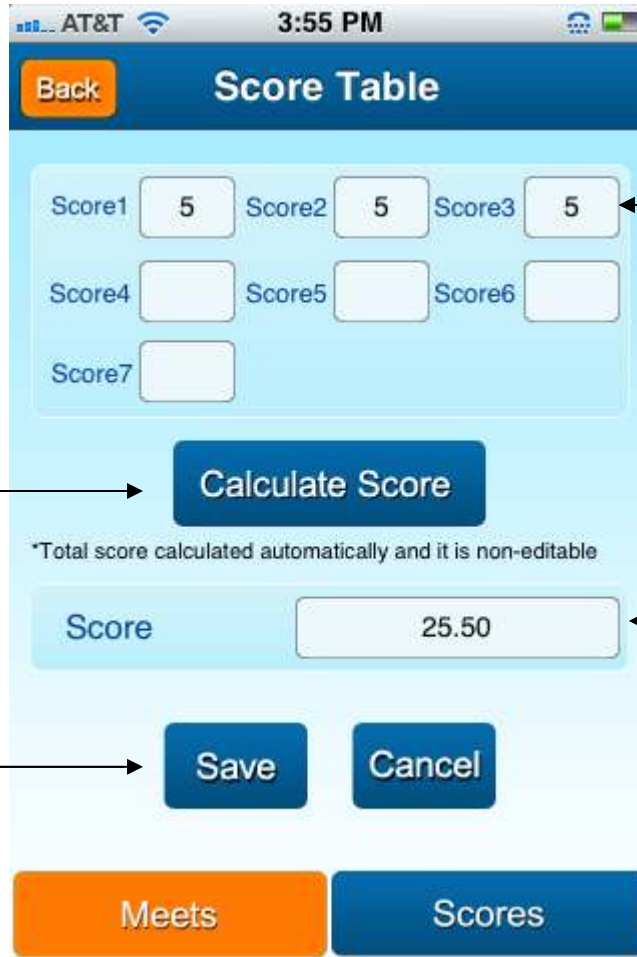 AT&T 3:55 PM
Back Score Table
Score1 5 Score2 5 Score3 5
Score4 Score5 Score6
Score7
Calculate Score
*Total score calculated automatically and it is non-editable
Score 25.50
Save Cancel
Meets Scores